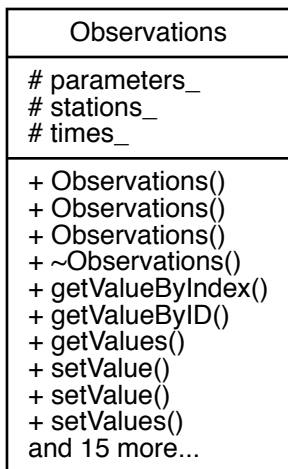 Observations
# parameters_
# stations_
# times_
+ Observations()
+ Observations()
+ Observations()
+ ~Observations()
+ getValueByIndex()
+ getValueByID()
+ getValues()
+ setValue()
+ setValue()
+ setValues()
and 15 more...